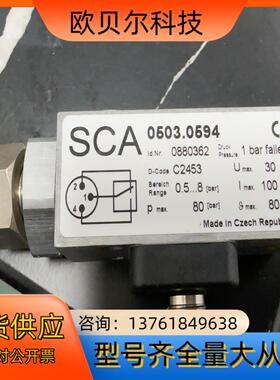 欧贝尔科技
SCA 0503.0594
Id.Nr. 0880362
Druck
Pressure 1 bar falle
D-Code C2453
U max. 30
Bereich
Range 0.5...8 [bar]
I max: 100
p max 80 [bar]
80
Made in Czech Repu
货供应
咨询：13761849638
对公开票
型号齐全量大从